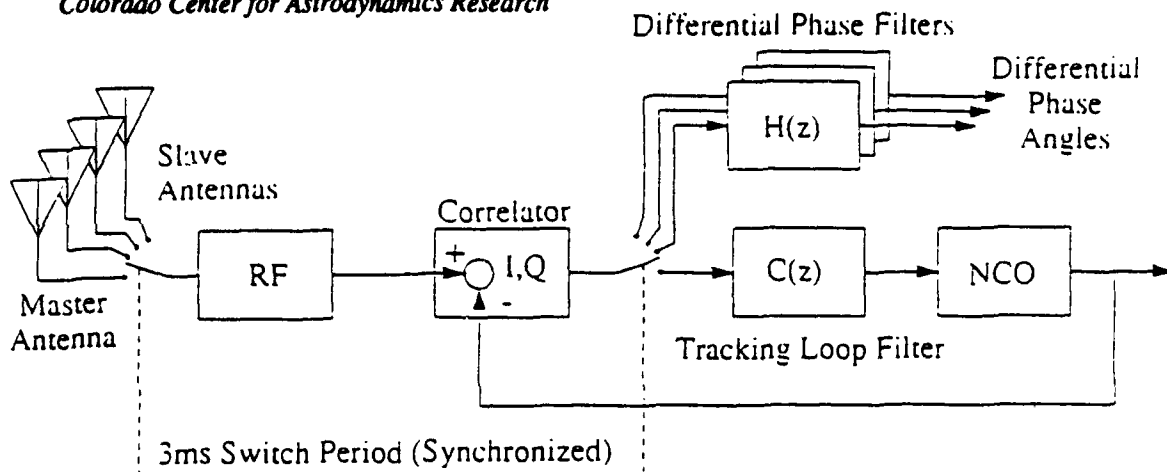 Colorado Center for Astrodynamics Research
Differential Phase Filters
Differential
Phase
Angles
H(z)
Slave
Antennas
Correlator
+
I,Q
-
RF
C(z)
NCO
Master
Antenna
Tracking Loop Filter
3ms Switch Period (Synchronized)